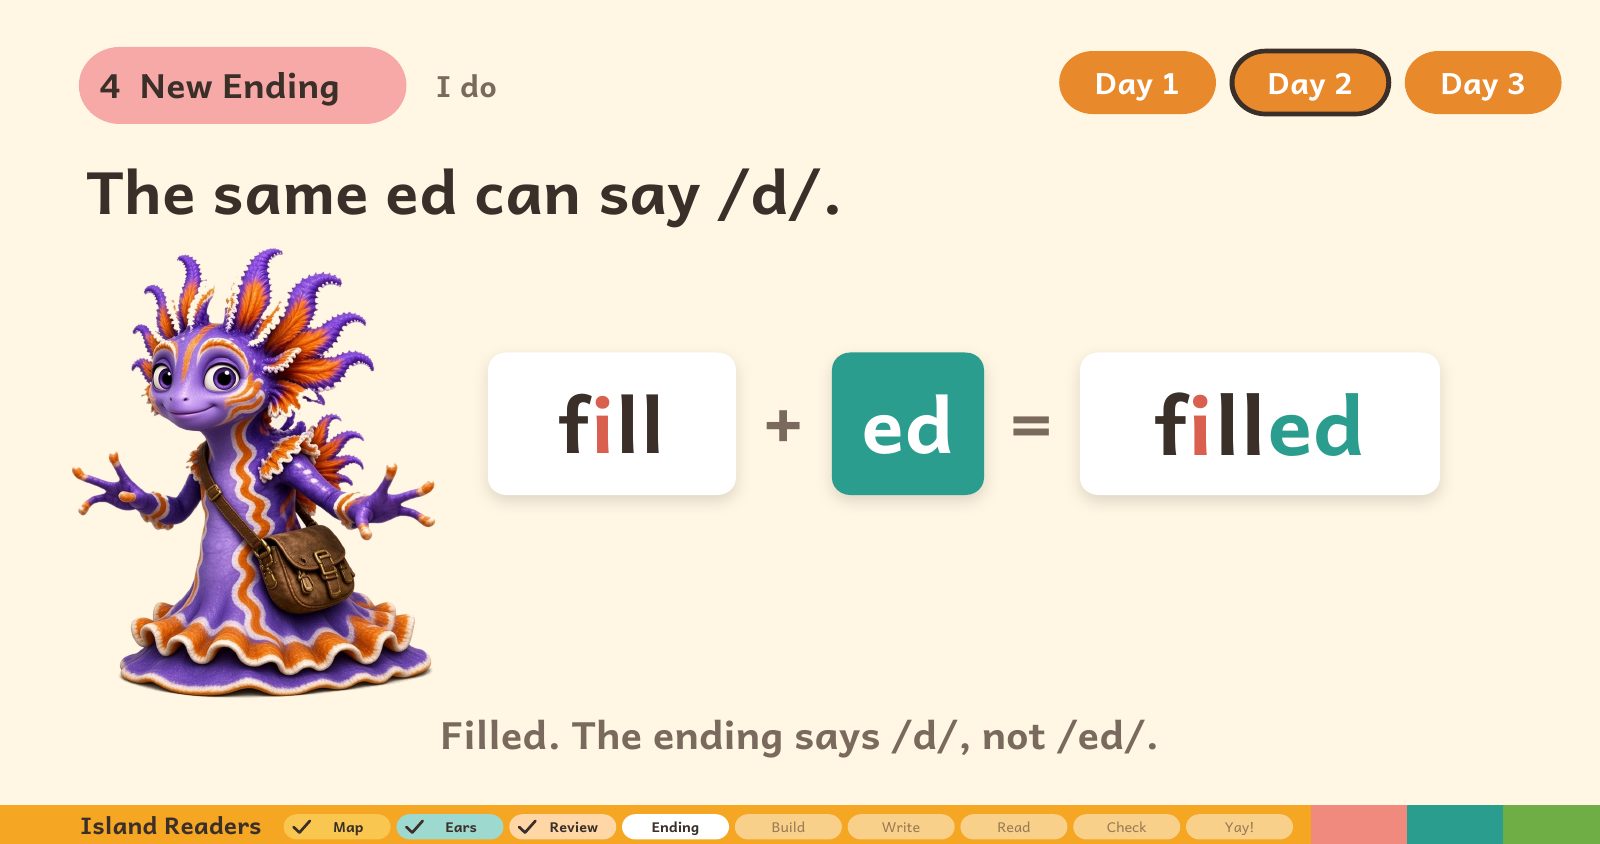 4 New Ending
I do
Day 1
Day 2
Day 3
The same ed can say /d/.
fill + ed = filled
Filled. The ending says /d/, not /ed/.
Island Readers
Map
Ears
Review
Ending
Build
Write
Read
Check
Yay!